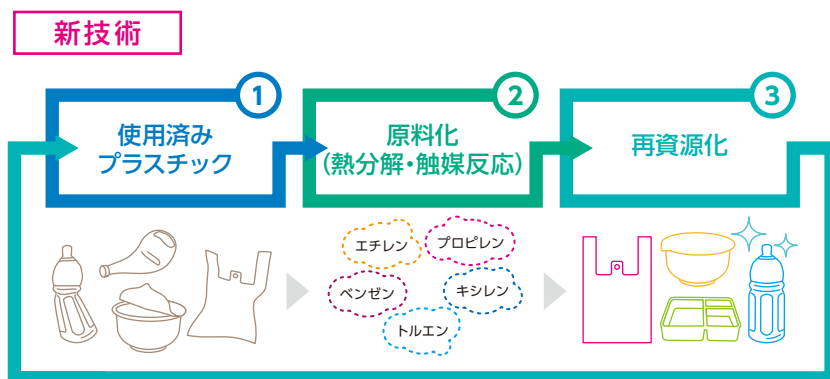 新技術
1
使用済み
プラスチック
2
原料化
(熱分解・触媒反応)
3
再資源化
エチレン
プロピレン
ベンゼン
キシレン
トルエン